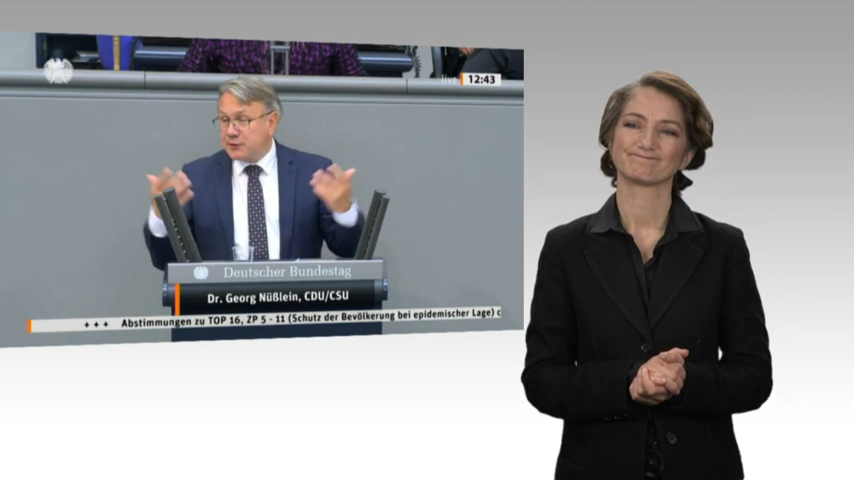 live 12:43
Deutscher Bundestag
Dr. Georg Nüßlein, CDU/CSU
+ + + Abstimmungen zu TOP 16, ZP 5 - 11 (Schutz der Bevölkerung bei epidemischer Lage) c